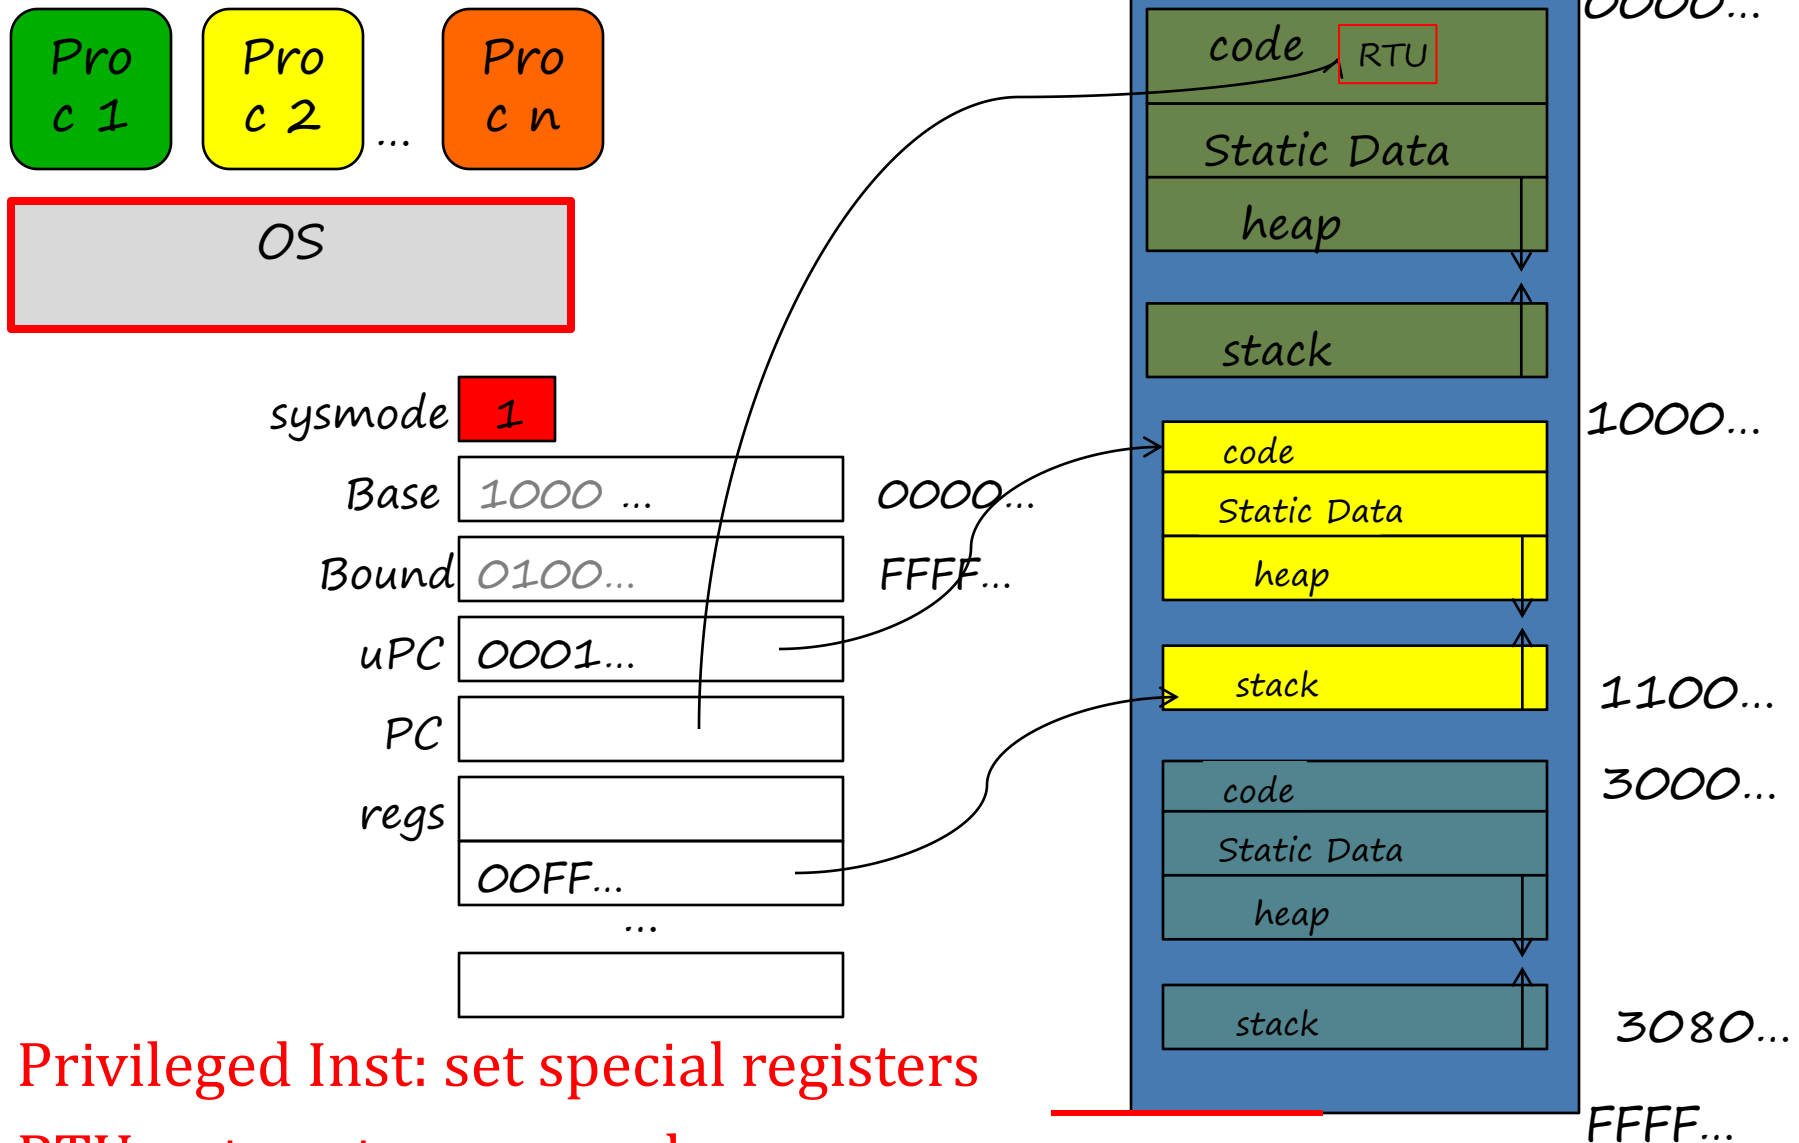 Pro
c 1
Pro
c 2
...
Pro
c n
OS
sysmode 1
Base 1000 ... 0000...
Bound 0100... FFFF...
uPC 0001...
PC
regs
00FF...
...
0000...
code RTU
Static Data
heap
stack
1000...
code
Static Data
heap
stack
1100...
3000...
code
Static Data
heap
stack
3080...
FFFF...
Privileged Inst: set special registers